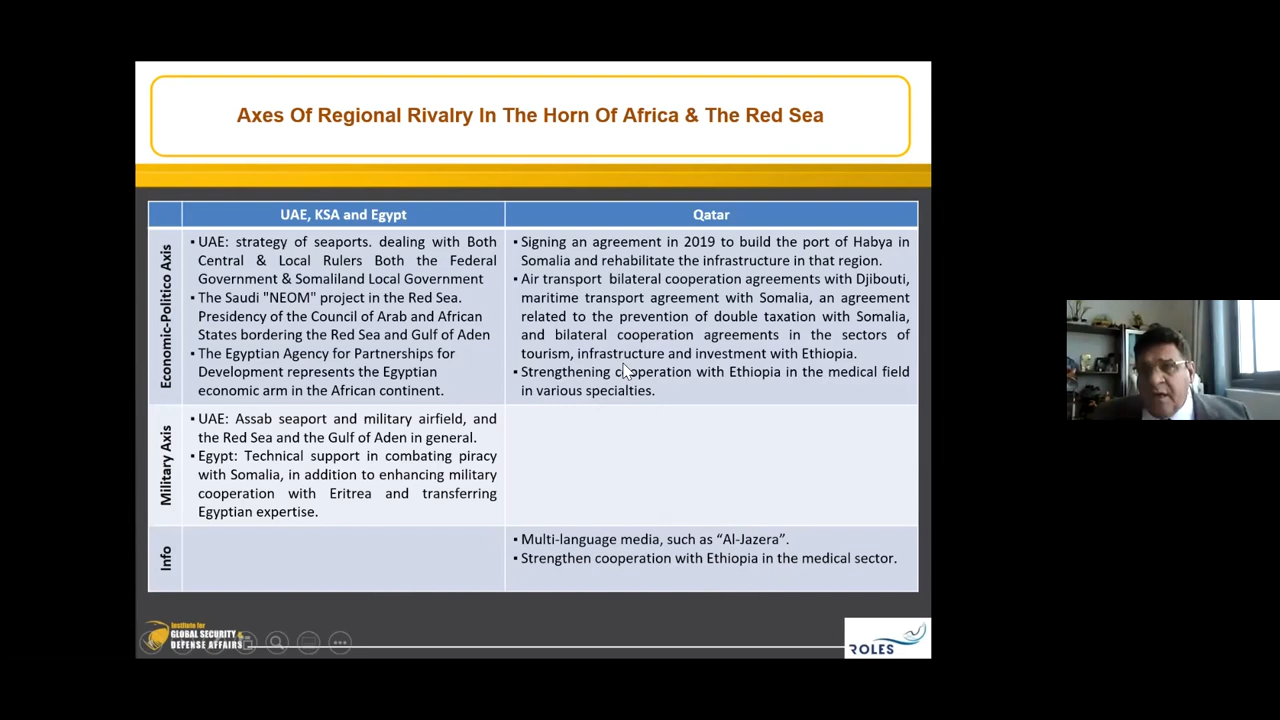 Axes Of Regional Rivalry In The Horn Of Africa & The Red Sea
UAE, KSA and Egypt
Qatar
Economic-Politico Axis
▪UAE: strategy of seaports. dealing with Both
Central & Local Rulers Both the Federal
Government & Somaliland Local Government
▪The Saudi "NEOM" project in the Red Sea.
Presidency of the Council of Arab and African
States bordering the Red Sea and Gulf of Aden
▪The Egyptian Agency for Partnerships for
Development represents the Egyptian
economic arm in the African continent.
▪Signing an agreement in 2019 to build the port of Habya in
Somalia and rehabilitate the infrastructure in that region.
▪Air transport bilateral cooperation agreements with Djibouti,
maritime transport agreement with Somalia, an agreement
related to the prevention of double taxation with Somalia,
and bilateral cooperation agreements in the sectors of
tourism, infrastructure and investment with Ethiopia.
▪Strengthening cooperation with Ethiopia in the medical field
in various specialties.
Military Axis
▪UAE: Assab seaport and military airfield, and
the Red Sea and the Gulf of Aden in general.
▪Egypt: Technical support in combating piracy
with Somalia, in addition to enhancing military
cooperation with Eritrea and transferring
Egyptian expertise.
Info
▪Multi-language media, such as “Al-Jazera”.
▪Strengthen cooperation with Ethiopia in the medical sector.
Institute for
GLOBAL SECURITY &
DEFENSE AFFAIRS
ROLES